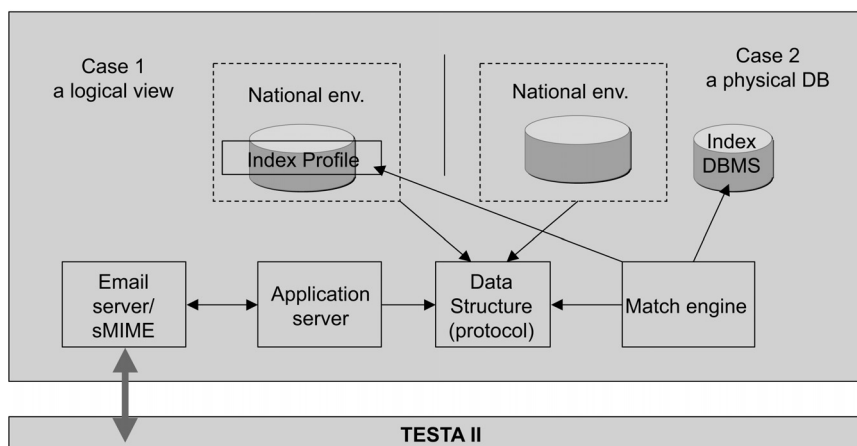 Case 1
a logical view
National env.
Index Profile
National env.
Case 2
a physical DB
Index
DBMS
Email
server/
sMIME
Application
server
Data
Structure
(protocol)
Match engine
TESTA II